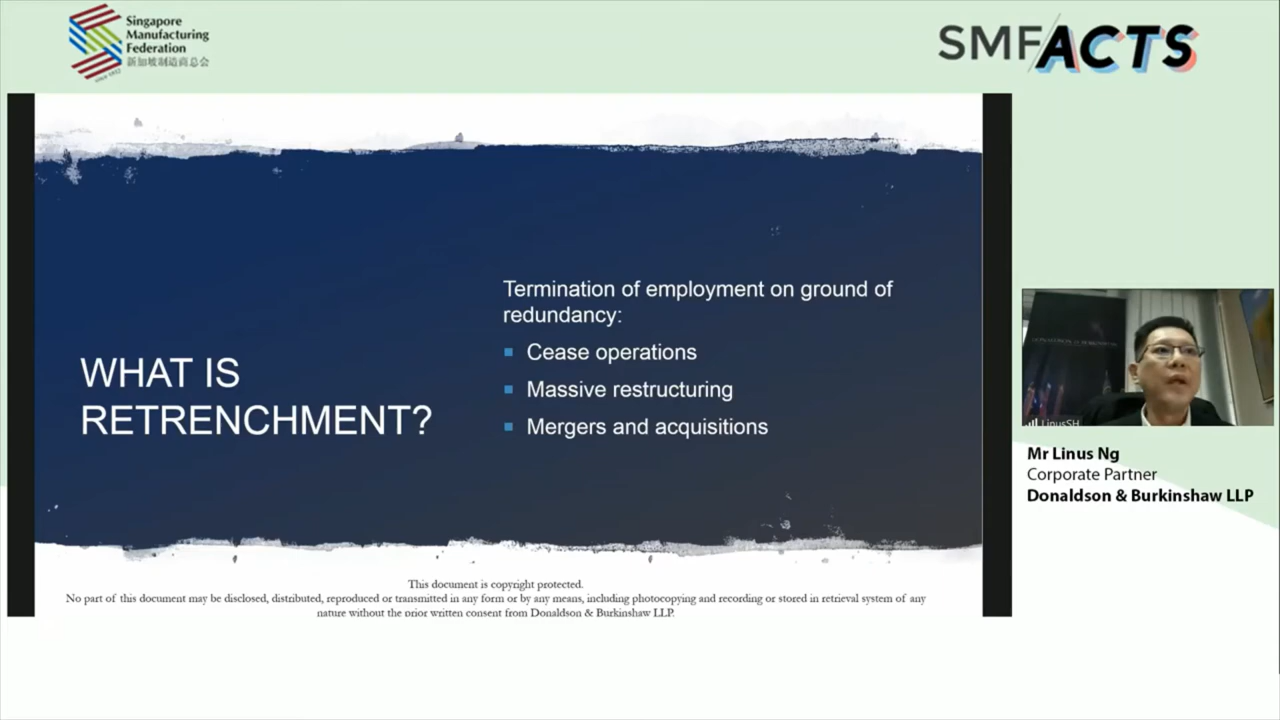 Singapore
Manufacturing
Federation
新加坡制造商总会
since 1932
SMF/ACTS
WHAT IS
RETRENCHMENT?
Termination of employment on ground of
redundancy:
Cease operations
Massive restructuring
Mergers and acquisitions
LinusSH
Mr Linus Ng
Corporate Partner
Donaldson & Burkinshaw LLP
This document is copyright protected.
No part of this document may be disclosed, distributed, reproduced or transmitted in any form or by any means, including photocopying and recording or stored in retrieval system of any
nature without the prior written consent from Donaldson & Burkinshaw LLP.